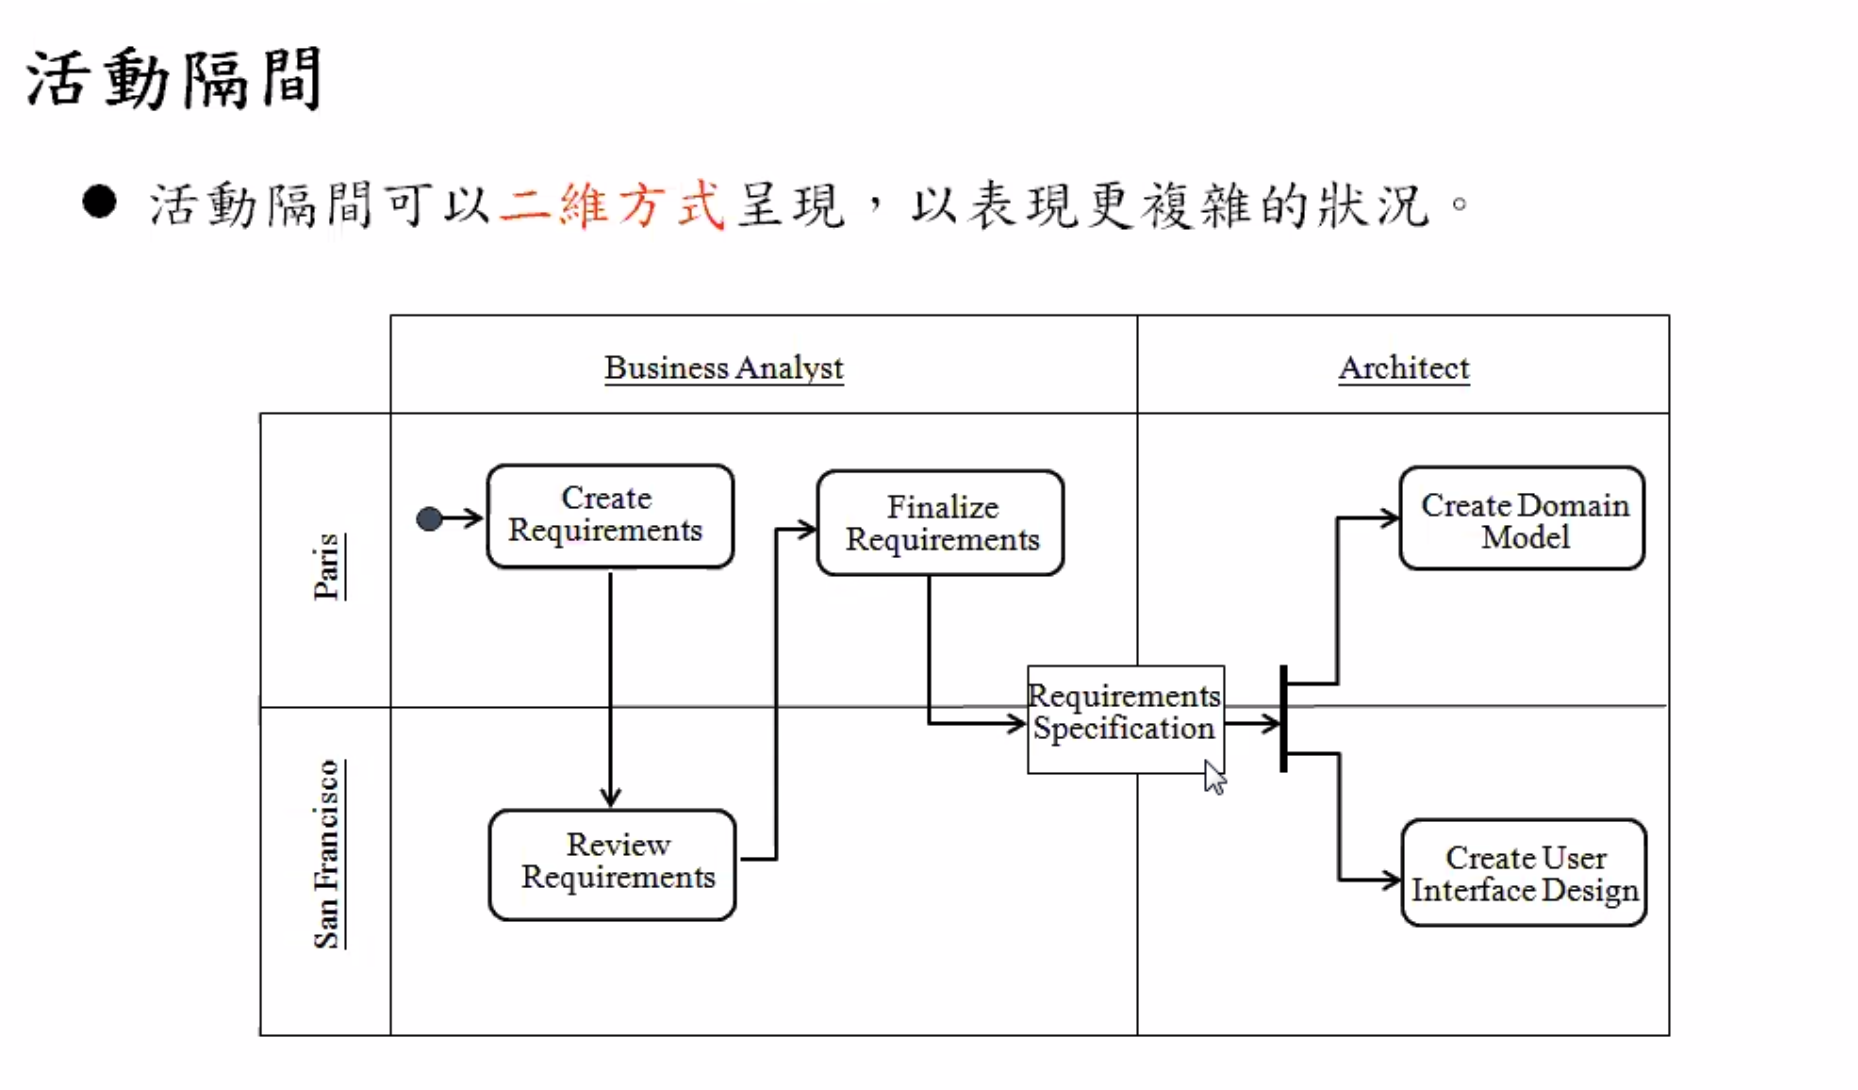 活動隔間
活動隔間可以二維方式呈現，以表現更複雜的狀況。
Business Analyst
Architect
Paris
Create
Requirements
Finalize
Requirements
Create Domain
Model
Requirements
Specification
San Francisco
Review
Requirements
Create User
Interface Design